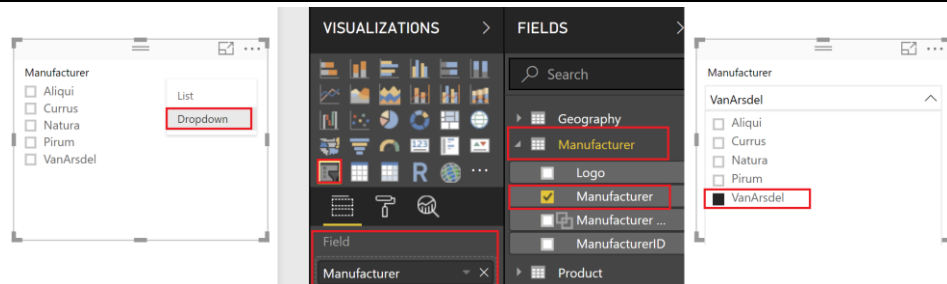 Manufacturer
Aliqui
Currus
Natura
Pirum
VanArsdel
List
Dropdown
VISUALIZATIONS
123
R
Field
Manufacturer
FIELDS
Search
Geography
Manufacturer
Logo
Manufacturer
Manufacturer ...
ManufacturerID
Product
Manufacturer
VanArsdel
Aliqui
Currus
Natura
Pirum
VanArsdel